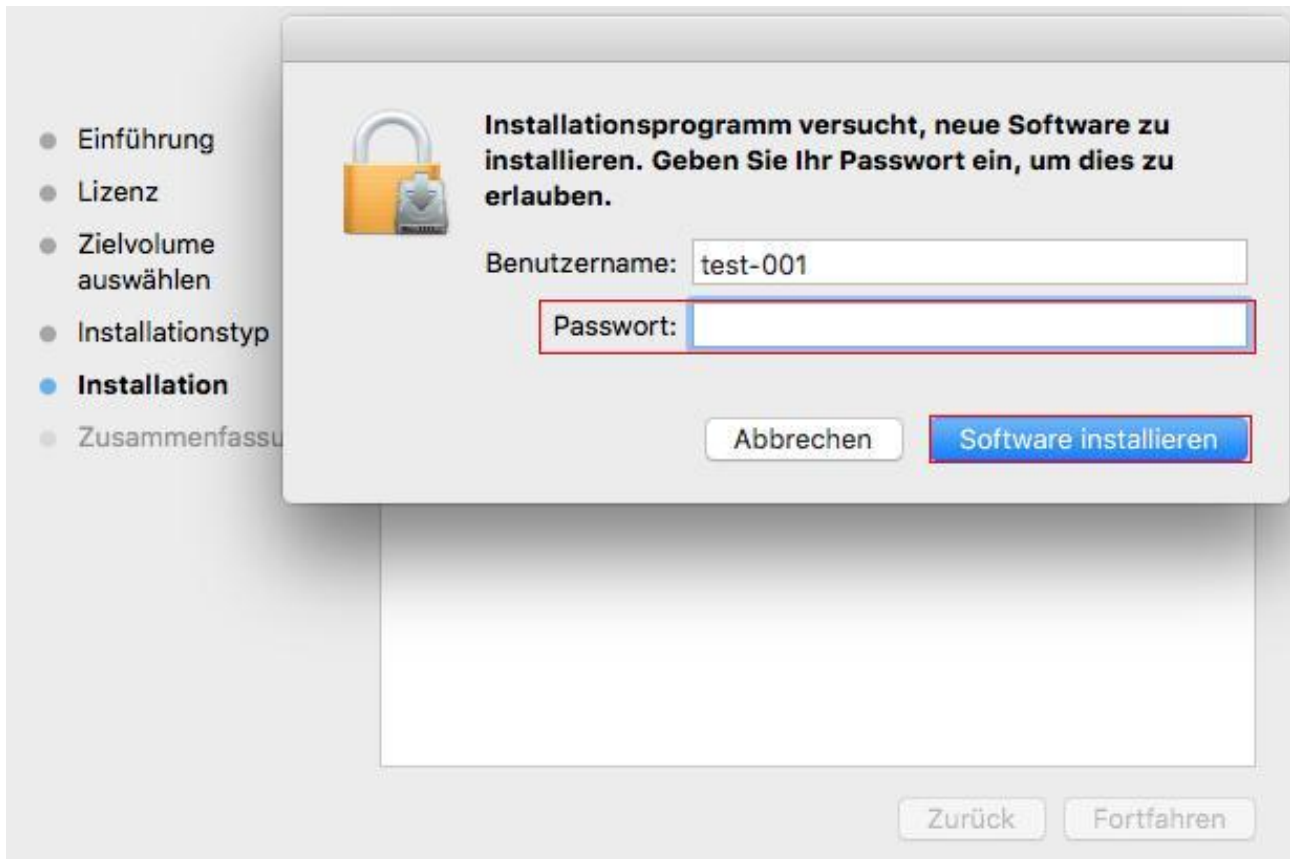 Einführung
Lizenz
Zielvolume
auswählen
Installationstyp
Installation
Zusammenfassu
Installationsprogramm versucht, neue Software zu
installieren. Geben Sie Ihr Passwort ein, um dies zu
erlauben.
Benutzername: test-001
Passwort:
Abbrechen Software installieren
Zurück Fortfahren